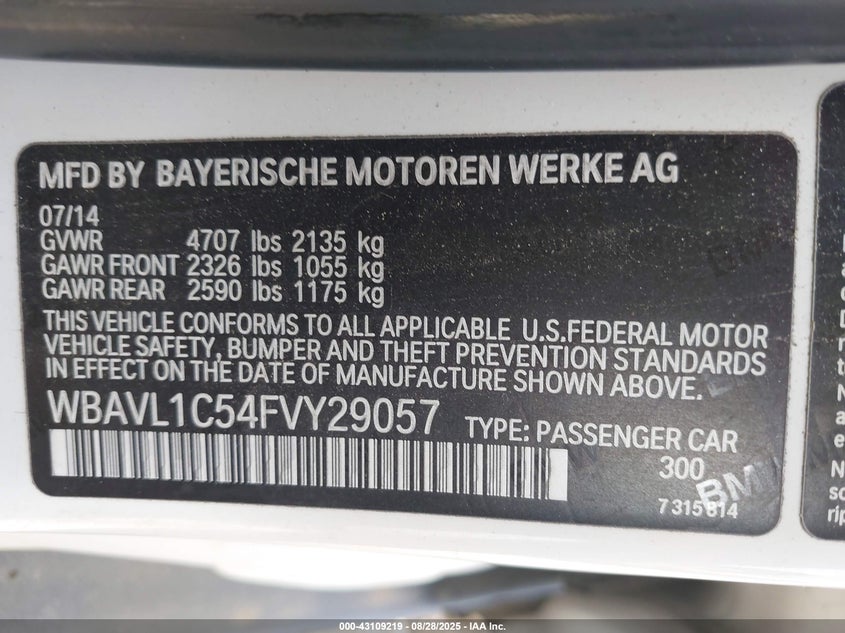 MFD BY BAYERISCHE MOTOREN WERKE AG
07/14
GVWR 4707 lbs 2135 kg
GAWR FRONT 2326 lbs 1055 kg
GAWR REAR 2590 lbs 1175 kg
THIS VEHICLE CONFORMS TO ALL APPLICABLE U.S.FEDERAL MOTOR
VEHICLE SAFETY, BUMPER AND THEFT PREVENTION STANDARDS
IN EFFECT ON THE DATE OF MANUFACTURE SHOWN ABOVE.
WBAVL1C54FVY29057 TYPE: PASSENGER CAR
300
BMW
7315814
000-43109219 - 08/28/2025 - IAA Inc.